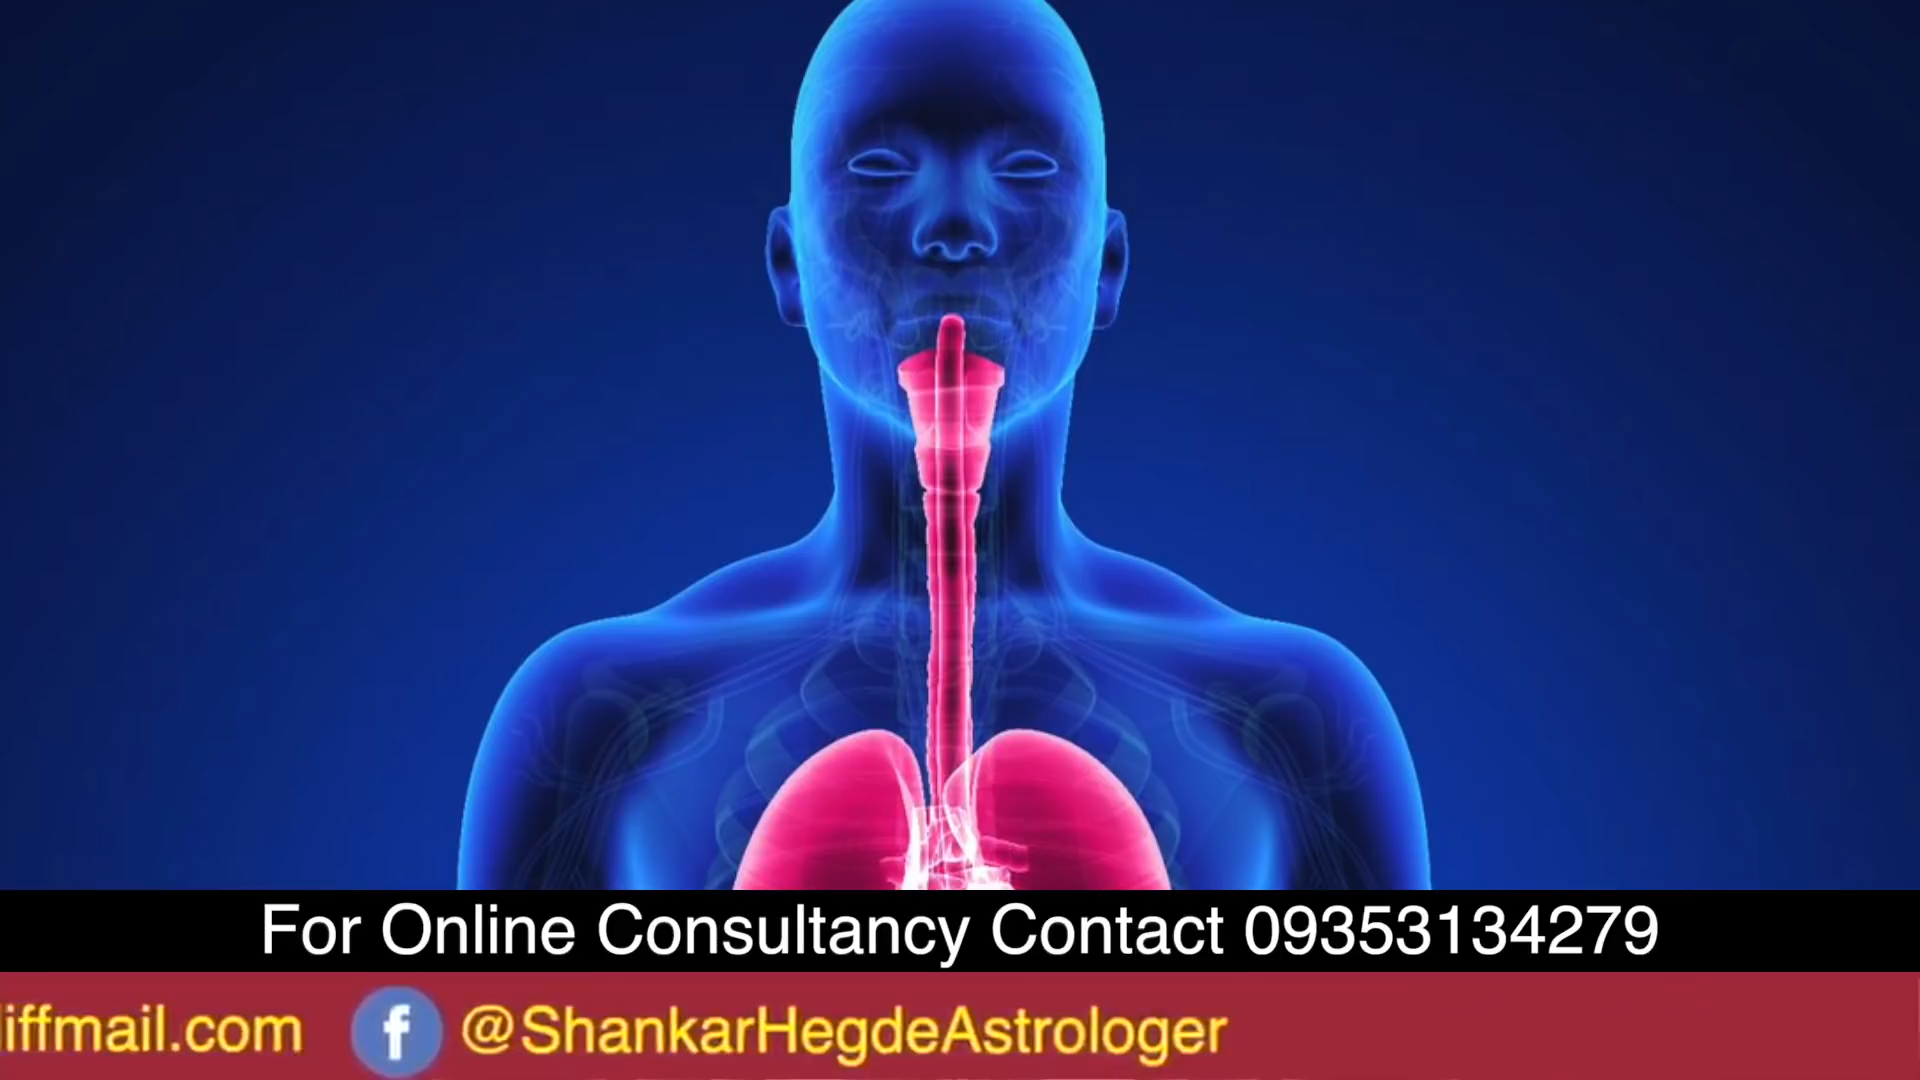 For Online Consultancy Contact 09353134279
iffmail.com f @ShankarHegdeAstrologer